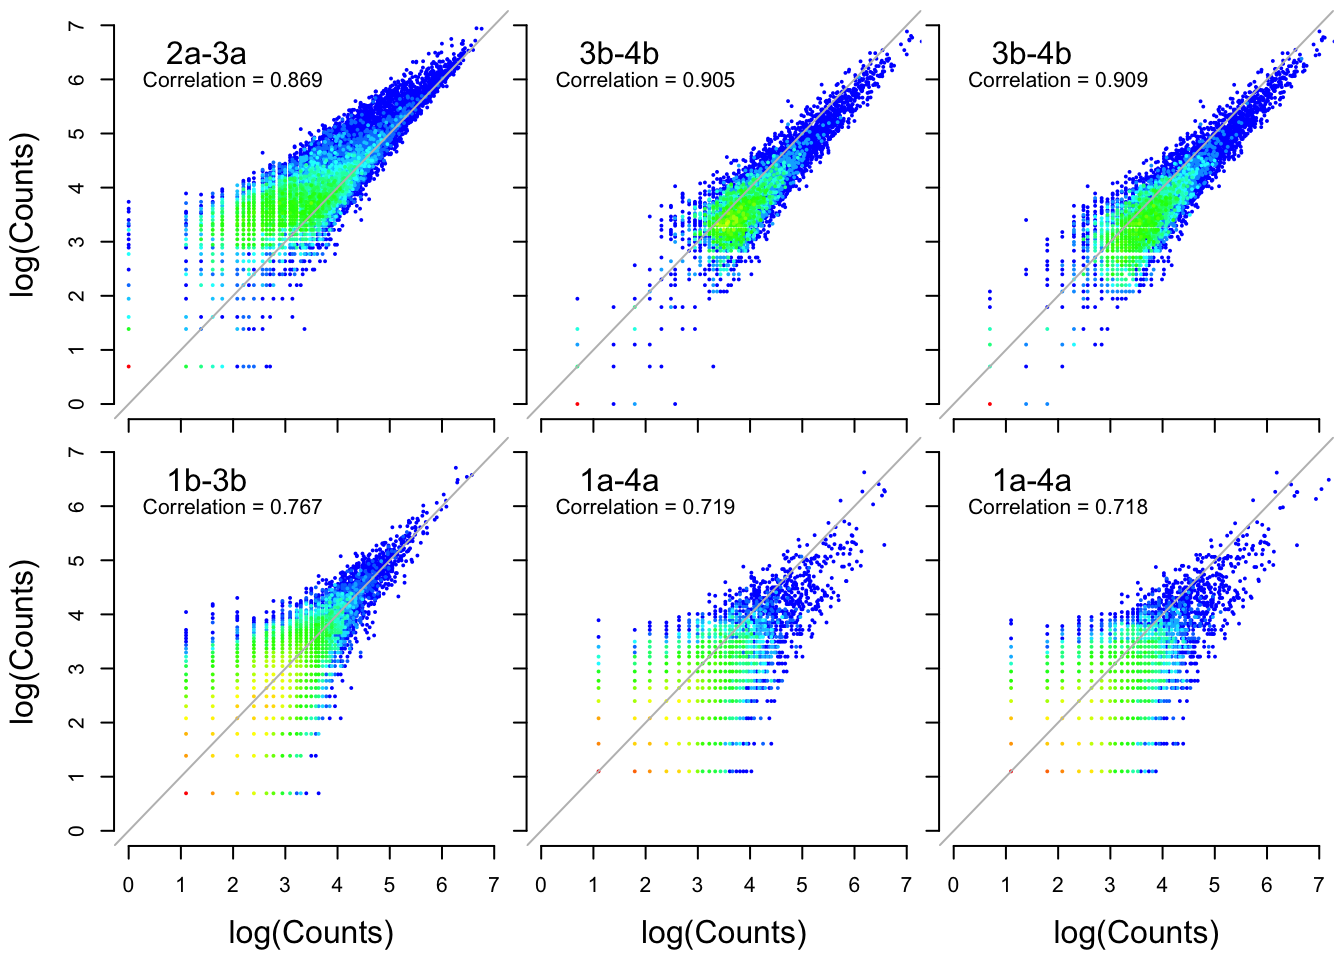 2a-3a
Correlation = 0.869
3b-4b
Correlation = 0.905
3b-4b
Correlation = 0.909
log(Counts)
7
6
5
4
3
2
1
0
1b-3b
Correlation = 0.767
1a-4a
Correlation = 0.719
1a-4a
Correlation = 0.718
log(Counts)
7
6
5
4
3
2
1
0
0 1 2 3 4 5 6 7
0 1 2 3 4 5 6 7
0 1 2 3 4 5 6 7
log(Counts)
log(Counts)
log(Counts)